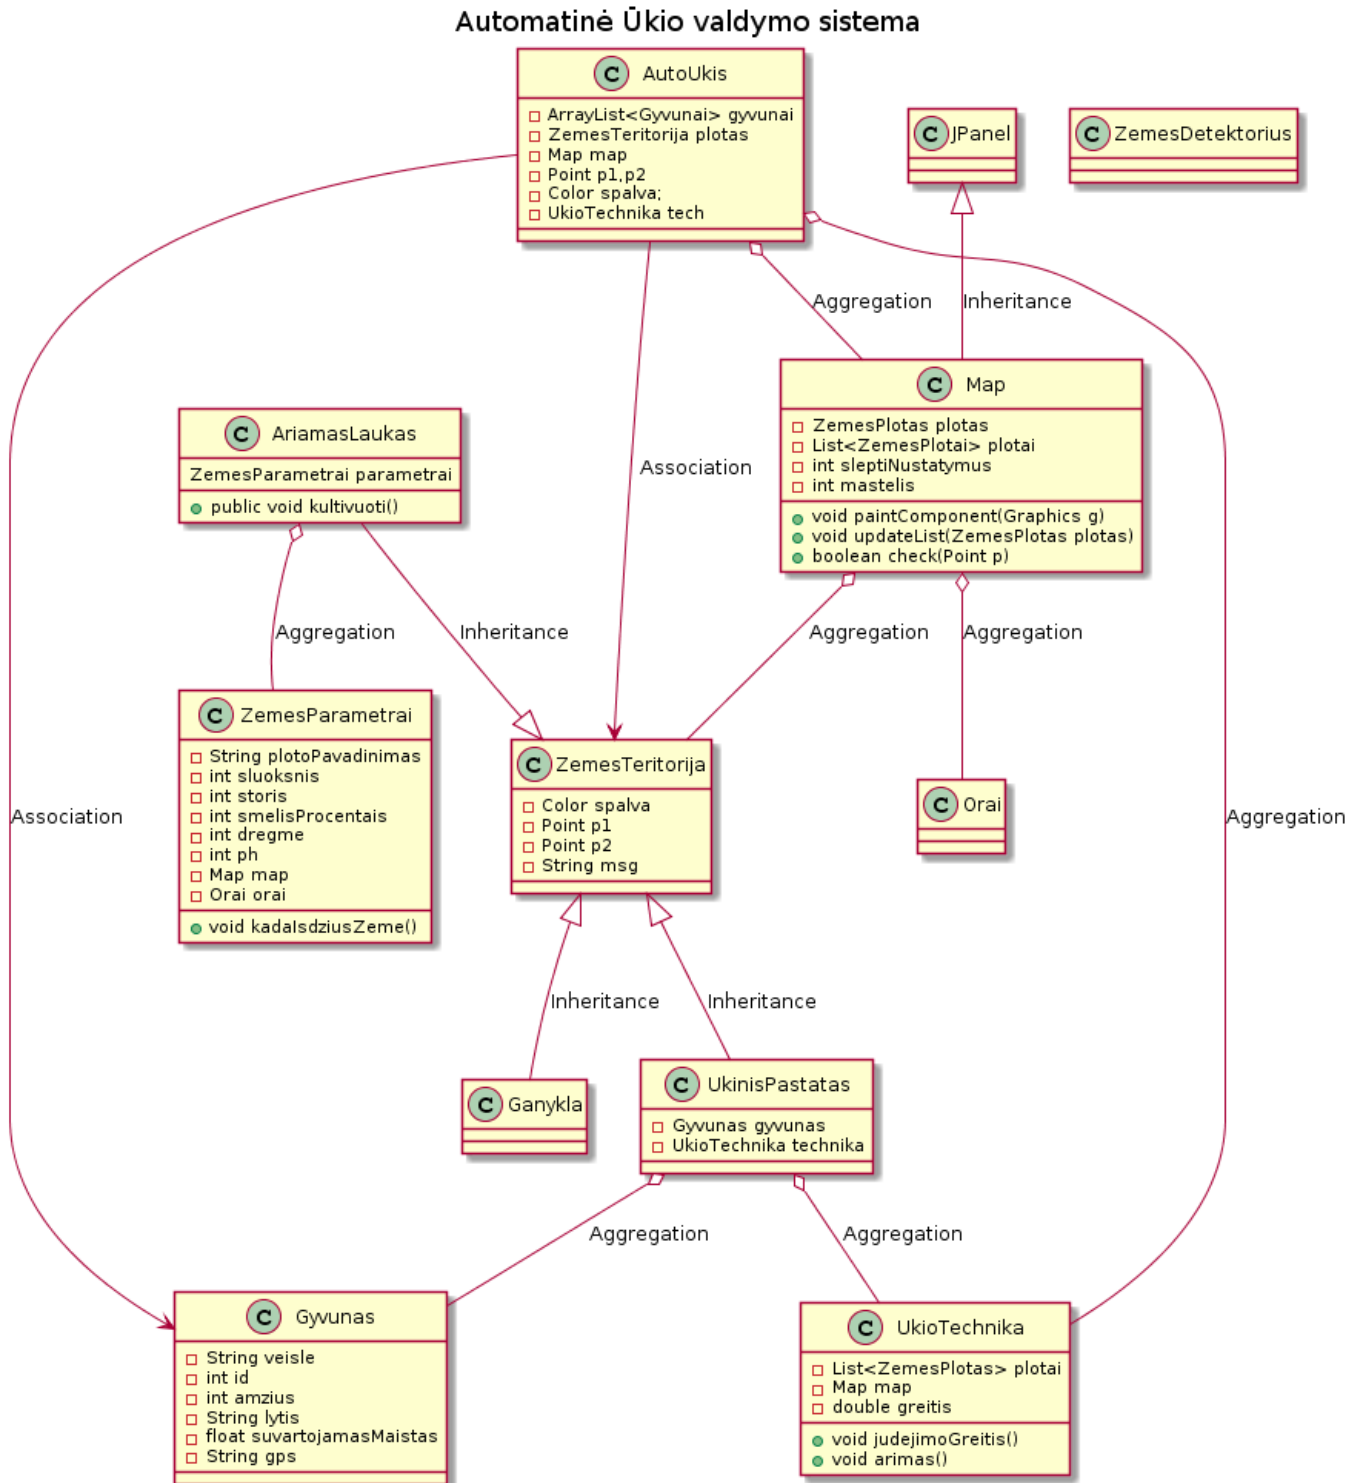 Automatinė Ūkio valdymo sistema
C AutoUkis
ArrayList<Gyvunai> gyvunai
ZemesTeritorija plotas
Map map
Point p1,p2
Color spalva;
UkioTechnika tech
C JPanel
C ZemesDetektorius
Aggregation
Inheritance
C Map
ZemesPlotas plotas
List<ZemesPlotai> plotai
int sleptiNustatymus
int mastelis
void paintComponent(Graphics g)
void updateList(ZemesPlotas plotas)
boolean check(Point p)
C AriamasLaukas
ZemesParametrai parametrai
public void kultivuoti()
Association
Aggregation
Inheritance
Aggregation
Aggregation
C ZemesParametrai
String plotoPavadinimas
int sluoksnis
int storis
int smelisProcentais
int dregme
int ph
Map map
Orai orai
void kadaIsdziusZeme()
C ZemesTeritorija
Color spalva
Point p1
Point p2
String msg
C Orai
Association
Aggregation
Inheritance
Inheritance
C Ganykla
C UkinisPastatas
Gyvunas gyvunas
UkioTechnika technika
Aggregation
Aggregation
C Gyvunas
String veisle
int id
int amzius
String lytis
float suvartojamasMaistas
String gps
C UkioTechnika
List<ZemesPlotas> plotai
Map map
double greitis
void judejimoGreitis()
void arimas()